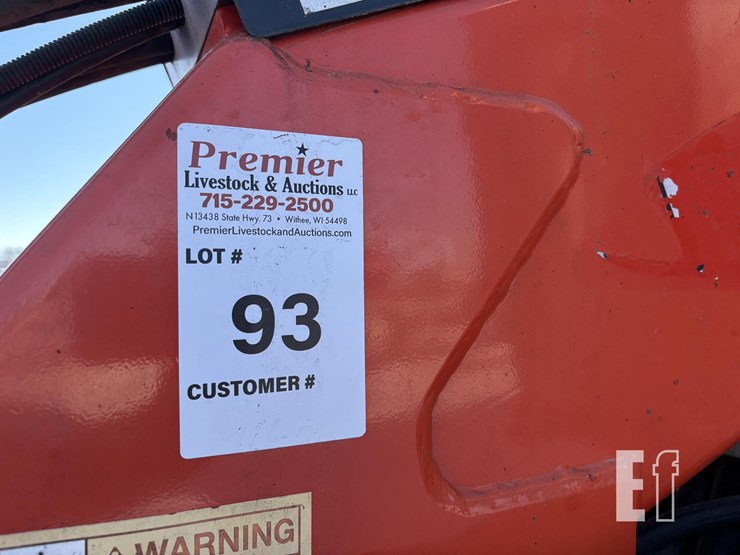 Premier
Livestock & Auctions LLC
715-229-2500
N13438 State Hwy. 73 • Withee, WI 54498
PremierLivestockandAuctions.com
LOT #
93
CUSTOMER #
WARNING
Ef